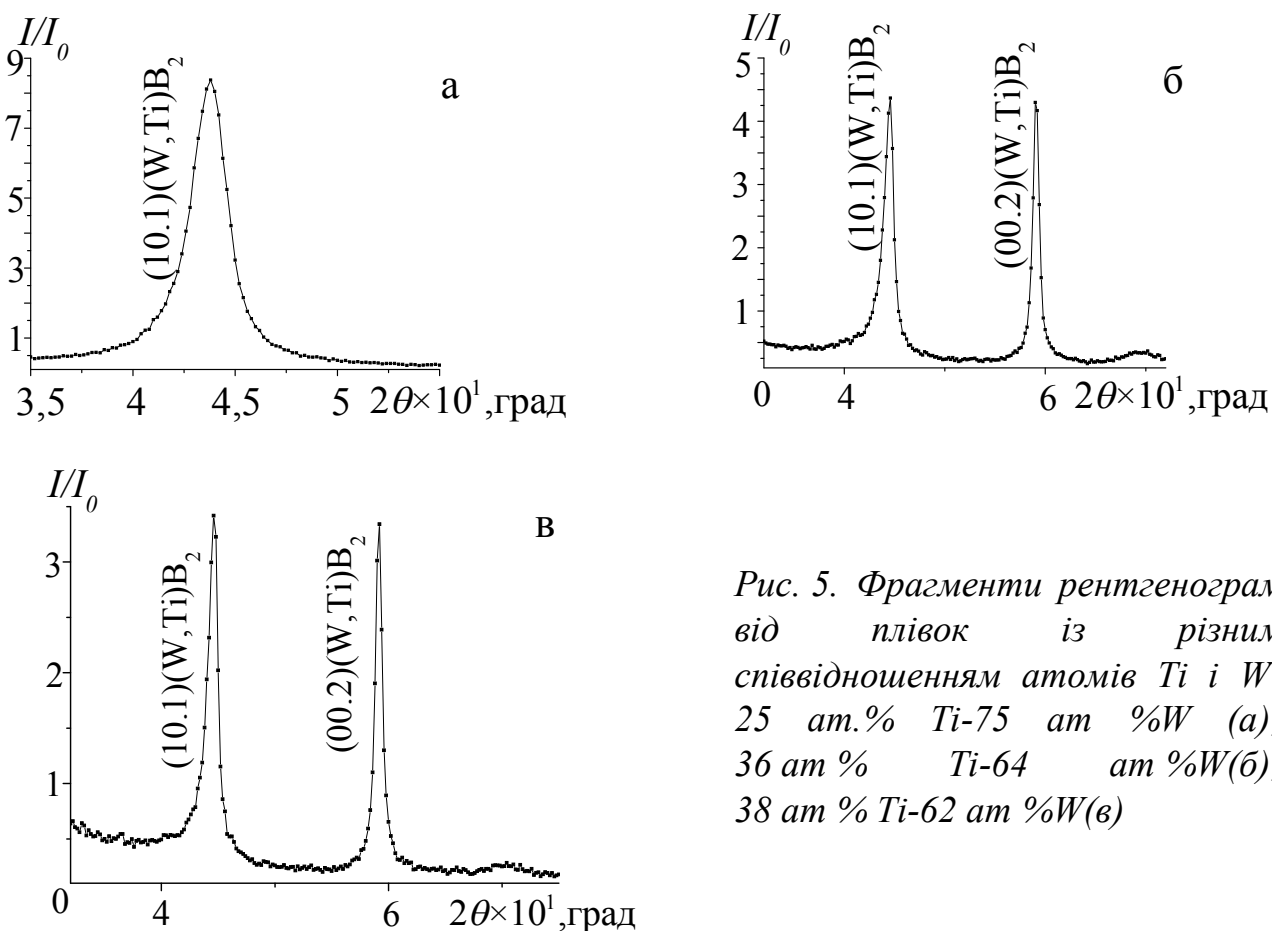 I/I₀
9
7
5
3
1
(10.1)(W,Ti)B₂
а
3,5 4 4,5 5 2θ×10¹,град
I/I₀
5
4
3
2
1
(10.1)(W,Ti)B₂
(00.2)(W,Ti)B₂
б
0 4 6 2θ×10¹,град
I/I₀
3
2
1
(10.1)(W,Ti)B₂
(00.2)(W,Ti)B₂
в
0 4 6 2θ×10¹,град
Рис. 5. Фрагменти рентгенограм
від плівок із різним
співвідношенням атомів Ti і W
25 ат.% Ti-75 ат %W (а),
36 ат % Ti-64 ат %W(б),
38 ат % Ti-62 ат %W(в)